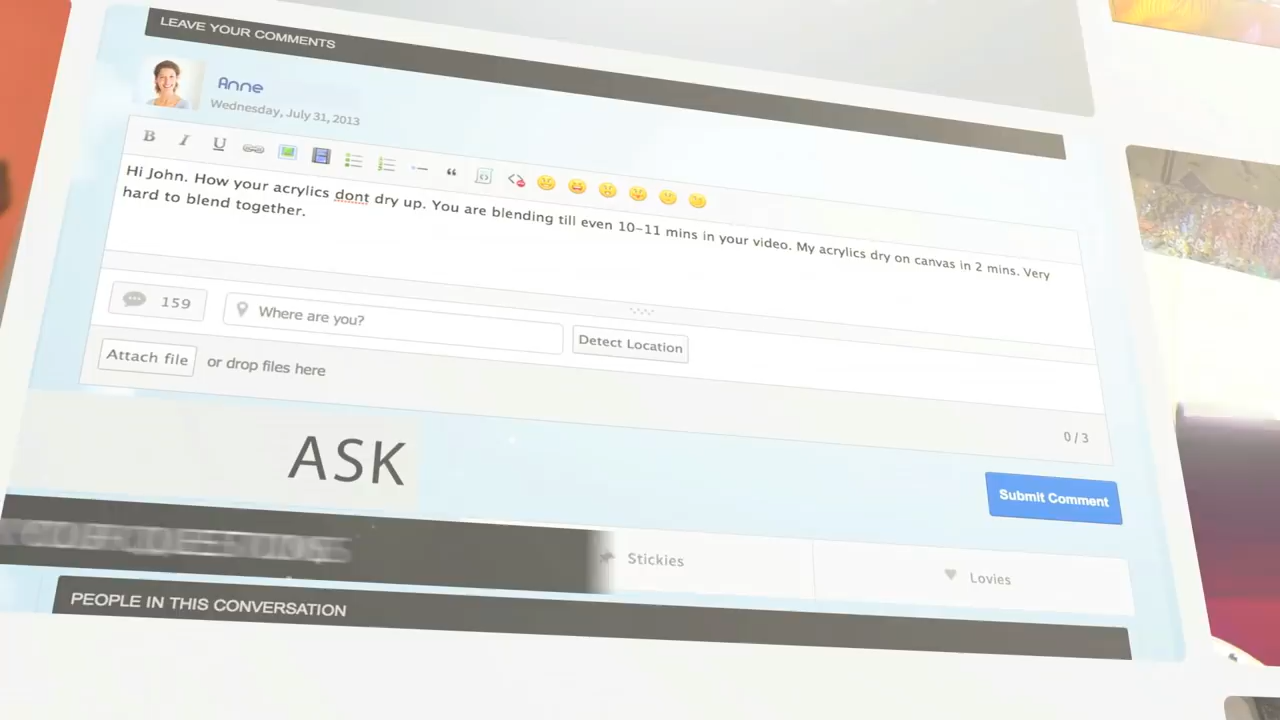 LEAVE YOUR COMMENTS
Anne
Wednesday, July 31, 2013
B I U
Hi John. How your acrylics dont dry up. You are blending till even 10-11 mins in your video. My acrylics dry on canvas in 2 mins. Very
hard to blend together.
159
Where are you?
Detect Location
Attach file
or drop files here
0 / 3
ASK
Submit Comment
Stickies
Lovies
PEOPLE IN THIS CONVERSATION